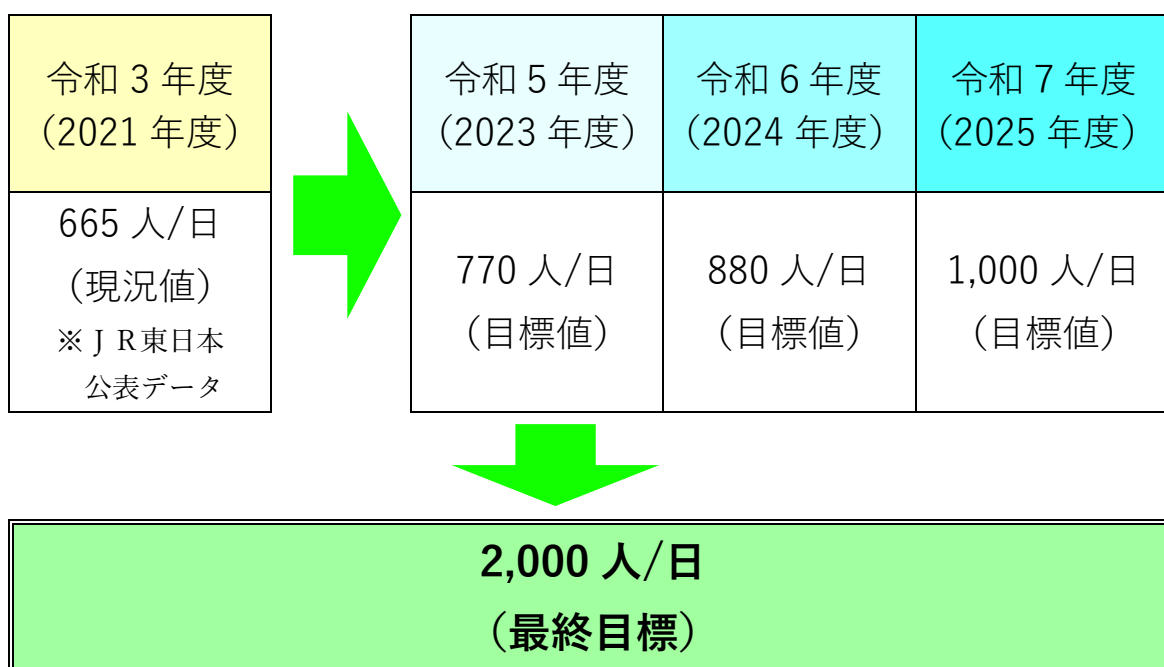 令和 3 年度
(2021 年度)
665 人/日
(現況値)
※ＪＲ東日本
公表データ
令和 5 年度
(2023 年度)
770 人/日
(目標値)
令和 6 年度
(2024 年度)
880 人/日
(目標値)
令和 7 年度
(2025 年度)
1,000 人/日
(目標値)
2,000 人/日
(最終目標)